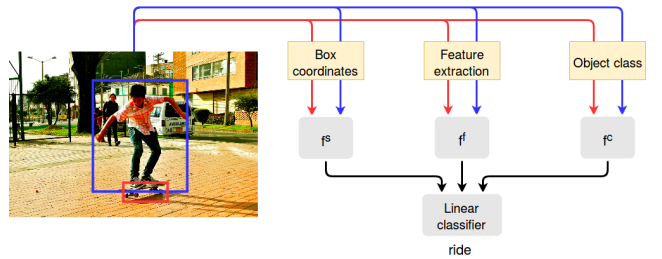 Box
coordinates
Feature
extraction
Object class
fˢ
fᶠ
fᶜ
Linear
classifier
ride